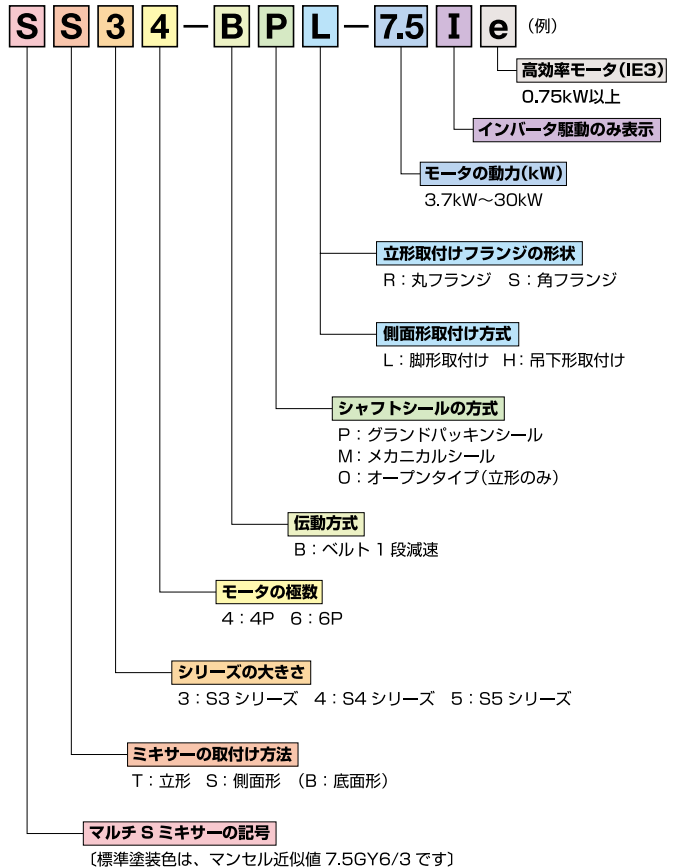 SS34－BPL－7.5Ie（例）
高効率モータ(IE3)
0.75kW以上
インバータ駆動のみ表示
モータの動力(kW)
3.7kW〜30kW
立形取付けフランジの形状
R：丸フランジ　S：角フランジ
側面形取付け方式
L：脚形取付け　H：吊下形取付け
シャフトシールの方式
P：グランドパッキンシール
M：メカニカルシール
O：オープンタイプ（立形のみ）
伝動方式
B：ベルト1段減速
モータの極数
4：4P　6：6P
シリーズの大きさ
3：S3シリーズ　4：S4シリーズ　5：S5シリーズ
ミキサーの取付け方法
T：立形　S：側面形　（B：底面形）
マルチSミキサーの記号
〔標準塗装色は、マンセル近似値7.5GY6/3です〕